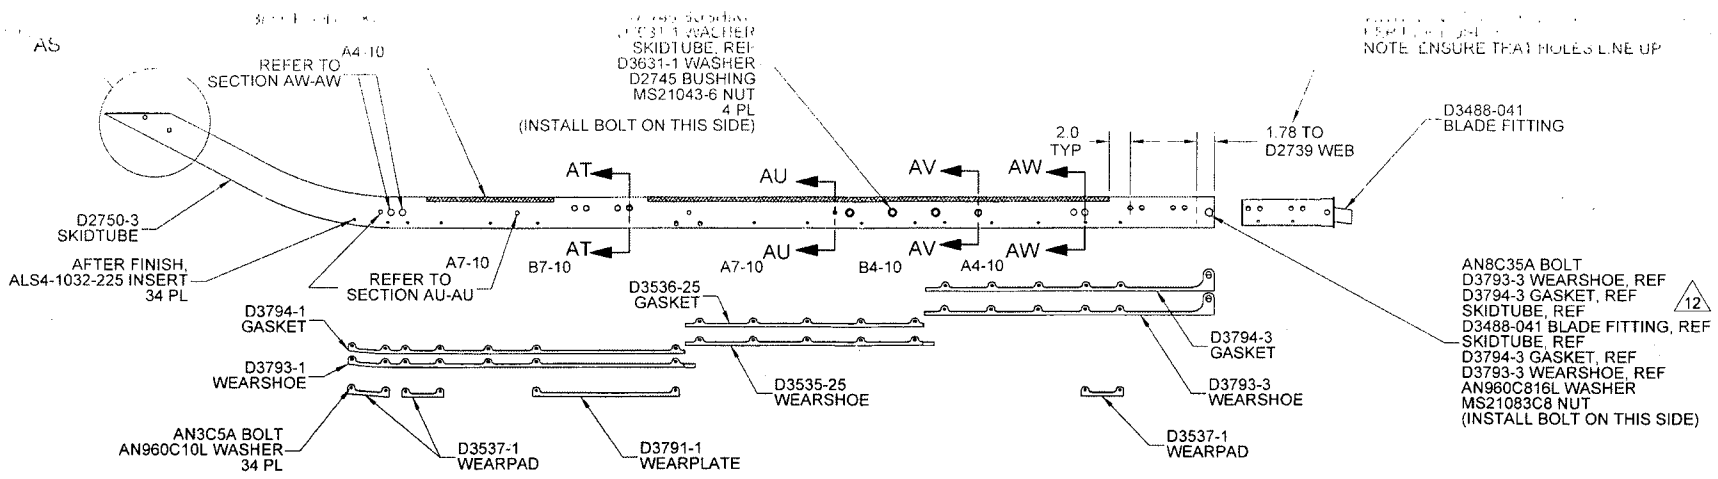 AS
A4-10
REFER TO
SECTION AW-AW
WASHER
SKIDTUBE, REF
D3631-1 WASHER
D2745 BUSHING
MS21043-6 NUT
4 PL
(INSTALL BOLT ON THIS SIDE)
NOTE ENSURE THAT HOLES LINE UP
D3488-041
BLADE FITTING
2.0
TYP
1.78 TO
D2739 WEB
AT
AU
AV
AW
D2750-3
SKIDTUBE
AT
AU
AV
AW
AFTER FINISH,
ALS4-1032-225 INSERT
34 PL
REFER TO
SECTION AU-AU
A7-10
B7-10
A7-10
B4-10
A4-10
D3536-25
GASKET
D3794-1
GASKET
D3793-1
WEARSHOE
D3535-25
WEARSHOE
D3794-3
GASKET
D3793-3
WEARSHOE
AN3C5A BOLT
AN960C10L WASHER
34 PL
D3537-1
WEARPAD
D3791-1
WEARPLATE
D3537-1
WEARPAD
AN8C35A BOLT
D3793-3 WEARSHOE, REF
D3794-3 GASKET, REF
SKIDTUBE, REF
D3488-041 BLADE FITTING, REF
SKIDTUBE, REF
D3794-3 GASKET, REF
D3793-3 WEARSHOE, REF
AN960C816L WASHER
MS21083C8 NUT
(INSTALL BOLT ON THIS SIDE)
12